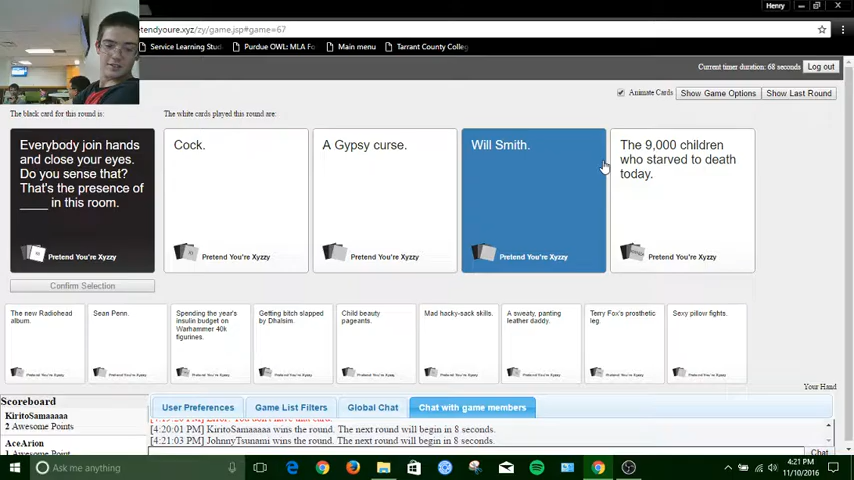 Henry
etendyoure.xyz/zy/game.jsp#game=67
Service Learning Stud
Purdue OWL: MLA Fo
Main menu
Tarrant County Colleg
Current timer duration: 68 seconds
Log out
Animate Cards
Show Game Options
Show Last Round
The black card for this round is:
The white cards played this round are:
Everybody join hands
and close your eyes.
Do you sense that?
That's the presence of
____ in this room.
Pretend You're Xyzzy
Cock.
Pretend You're Xyzzy
A Gypsy curse.
Pretend You're Xyzzy
Will Smith.
Pretend You're Xyzzy
The 9,000 children
who starved to death
today.
Pretend You're Xyzzy
Confirm Selection
The new Radiohead
album.
Sean Penn.
Spending the year's
insulin budget on
Warhammer 40k
figurines.
Getting bitch slapped
by Dhalsim.
Child beauty
pageants.
Mad hacky-sack skills.
A sweaty, panting
leather daddy.
Terry Fox's prosthetic
leg.
Sexy pillow fights.
Your Hand
Scoreboard
KiritoSamaaaaa
2 Awesome Points
AceArion
1 Awesome Point
User Preferences
Game List Filters
Global Chat
Chat with game members
[4:20:01 PM] KiritoSamaaaaa wins the round. The next round will begin in 8 seconds.
[4:21:03 PM] JohnnyTsunami wins the round. The next round will begin in 8 seconds.
Chat
Ask me anything
4:21 PM
11/10/2016